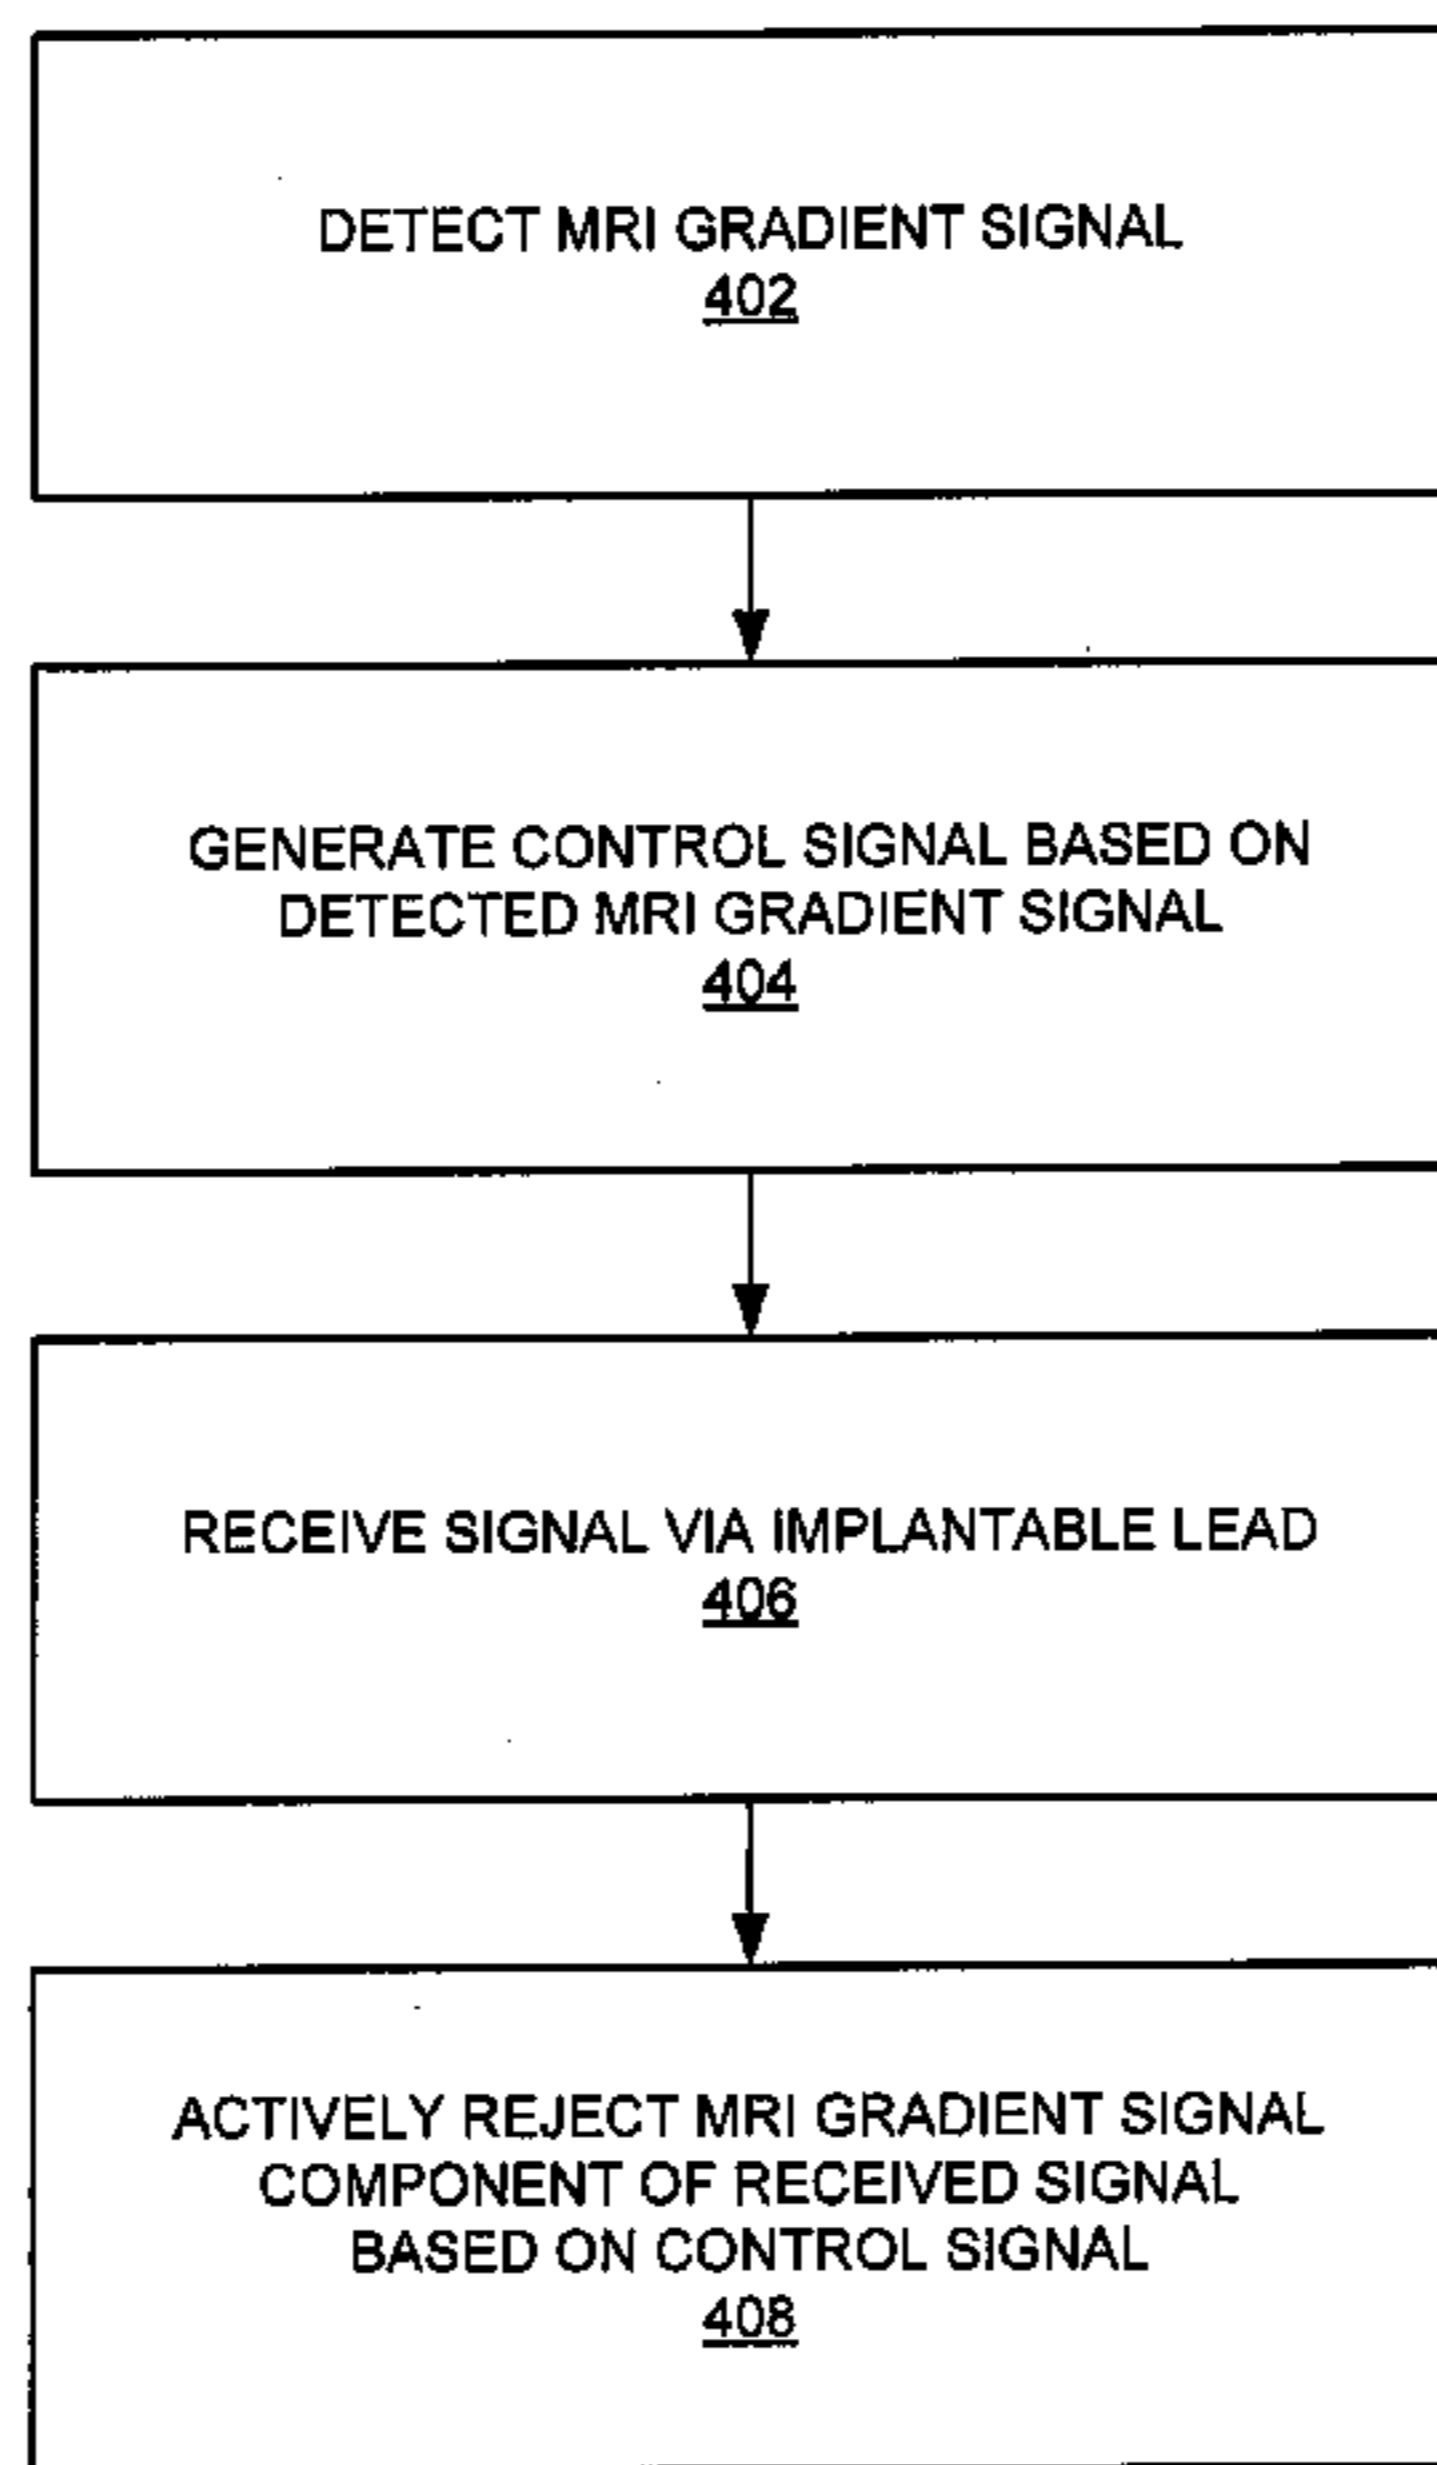 DETECT MRI GRADIENT SIGNAL
402
GENERATE CONTROL SIGNAL BASED ON
DETECTED MRI GRADIENT SIGNAL
404
RECEIVE SIGNAL VIA IMPLANTABLE LEAD
406
ACTIVELY REJECT MRI GRADIENT SIGNAL
COMPONENT OF RECEIVED SIGNAL
BASED ON CONTROL SIGNAL
408